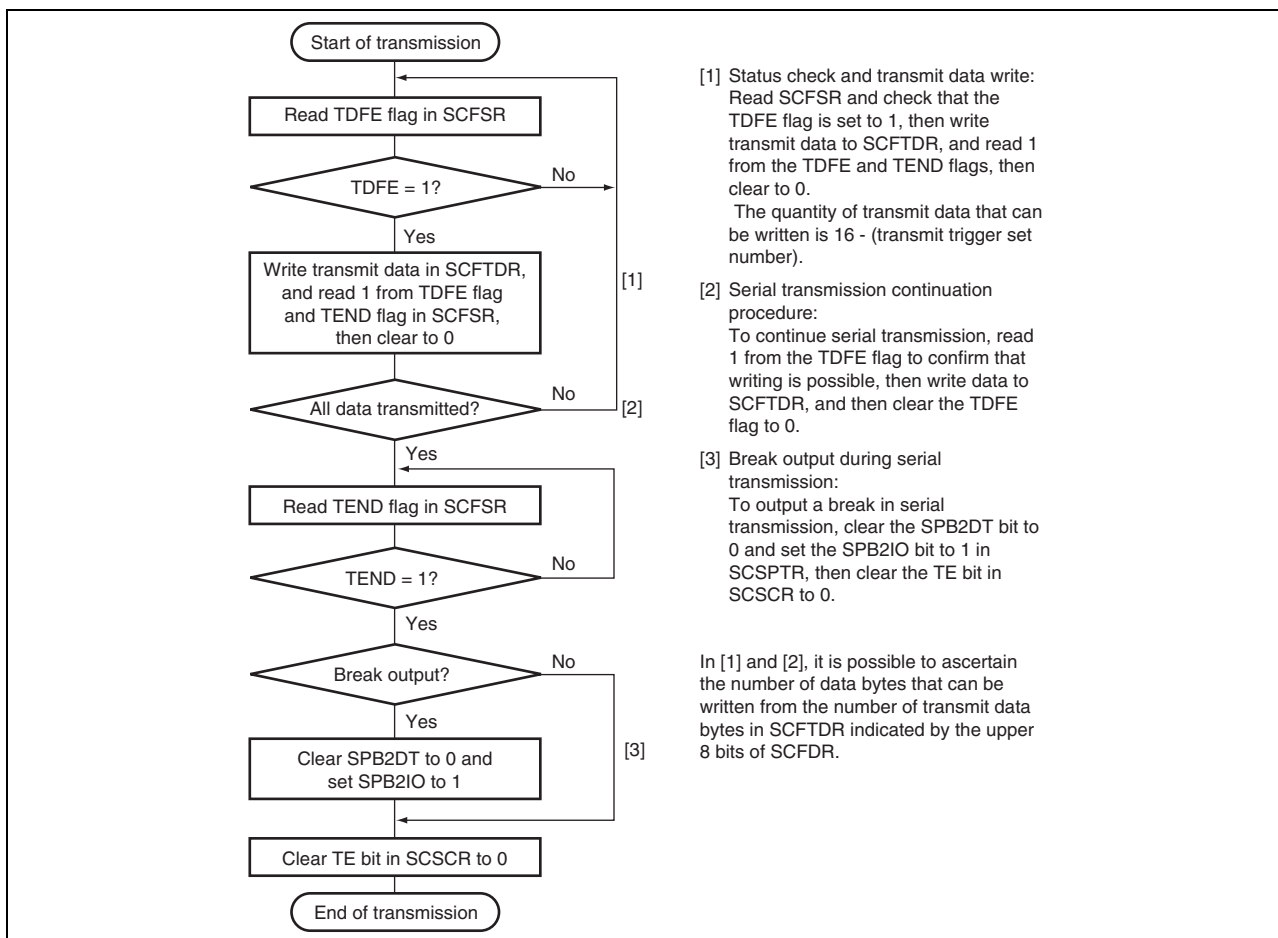 Start of transmission
Read TDFE flag in SCFSR
TDFE = 1?
No
Yes
Write transmit data in SCFTDR,
and read 1 from TDFE flag
and TEND flag in SCFSR,
then clear to 0
[1]
All data transmitted?
No
[2]
Yes
Read TEND flag in SCFSR
TEND = 1?
No
Yes
Break output?
No
Yes
Clear SPB2DT to 0 and
set SPB2IO to 1
[3]
Clear TE bit in SCSCR to 0
End of transmission
[1] Status check and transmit data write:
Read SCFSR and check that the
TDFE flag is set to 1, then write
transmit data to SCFTDR, and read 1
from the TDFE and TEND flags, then
clear to 0.
The quantity of transmit data that can
be written is 16 - (transmit trigger set
number).
[2] Serial transmission continuation
procedure:
To continue serial transmission, read
1 from the TDFE flag to confirm that
writing is possible, then write data to
SCFTDR, and then clear the TDFE
flag to 0.
[3] Break output during serial
transmission:
To output a break in serial
transmission, clear the SPB2DT bit to
0 and set the SPB2IO bit to 1 in
SCSPTR, then clear the TE bit in
SCSCR to 0.
In [1] and [2], it is possible to ascertain
the number of data bytes that can be
written from the number of transmit data
bytes in SCFTDR indicated by the upper
8 bits of SCFDR.